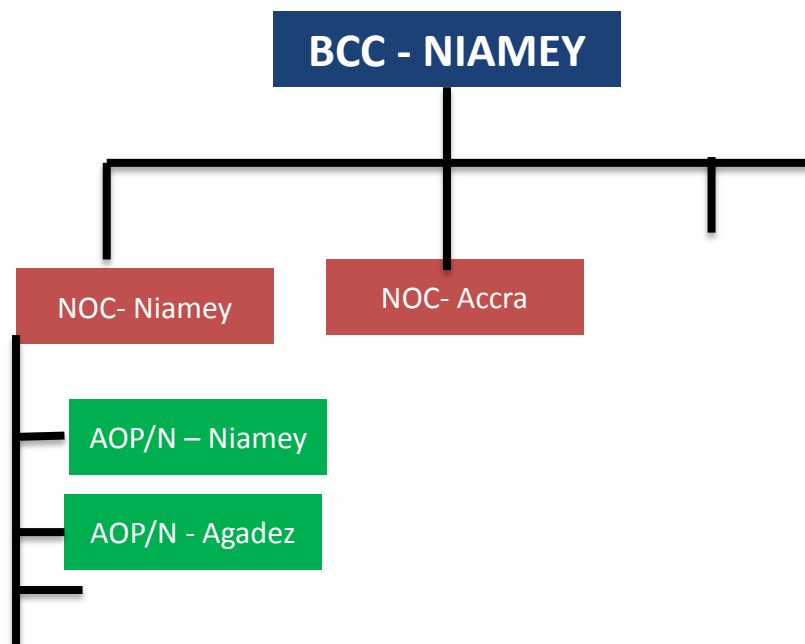 BCC - NIAMEY
NOC- Niamey
NOC- Accra
AOP/N – Niamey
AOP/N - Agadez